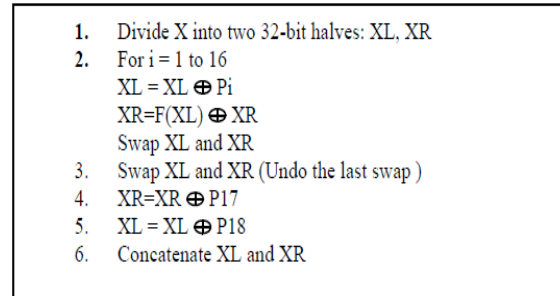 1. Divide X into two 32-bit halves: XL, XR
2. For i = 1 to 16
XL = XL ⊕ Pi
XR=F(XL) ⊕ XR
Swap XL and XR
3. Swap XL and XR (Undo the last swap )
4. XR=XR ⊕ P17
5. XL = XL ⊕ P18
6. Concatenate XL and XR